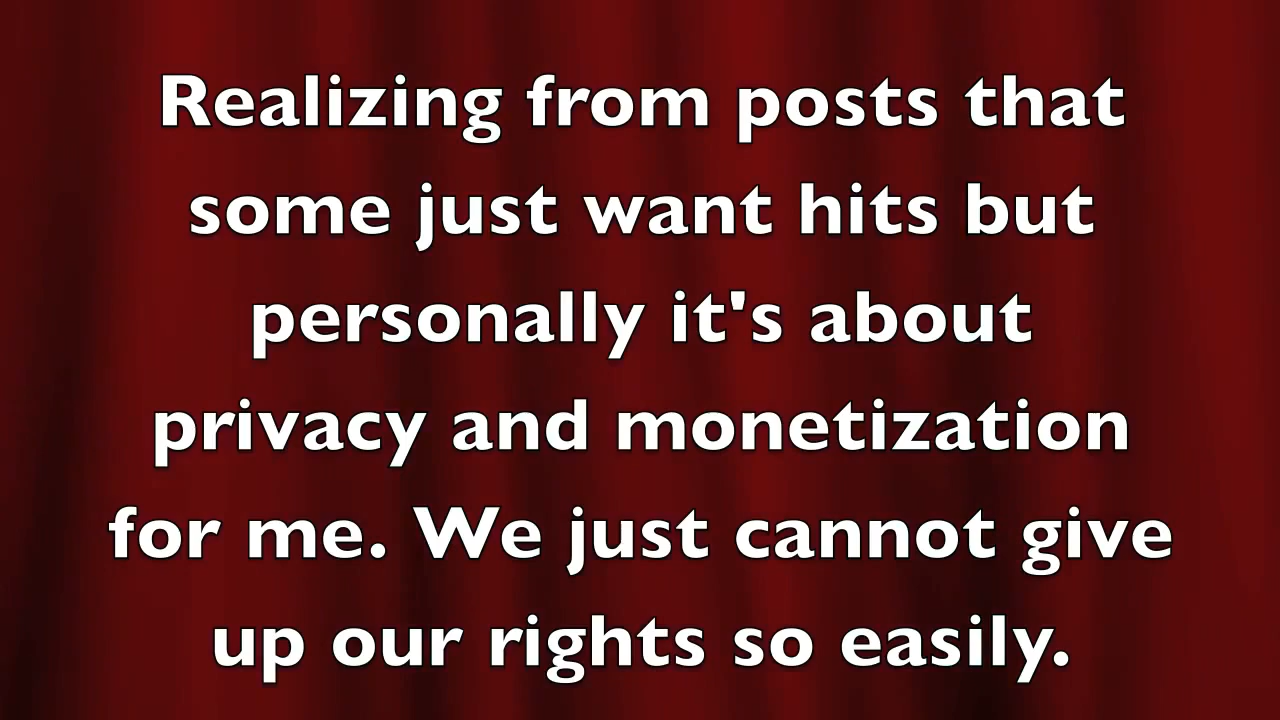 Realizing from posts that
some just want hits but
personally it's about
privacy and monetization
for me. We just cannot give
up our rights so easily.